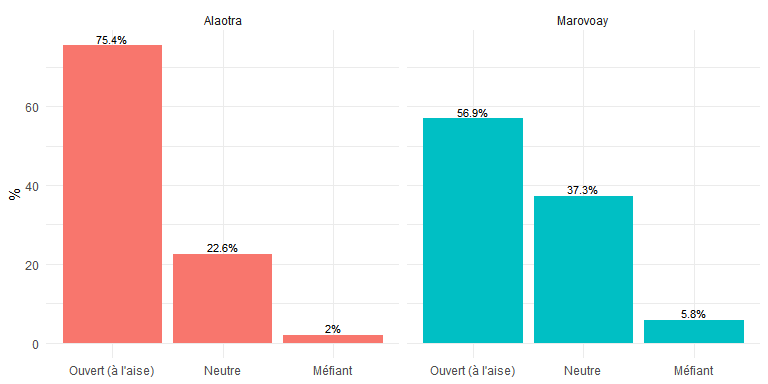 Alaotra
Marovoay
75.4%
22.6%
2%
56.9%
37.3%
5.8%
%
60
40
20
0
Ouvert (à l'aise) Neutre Méfiant
Ouvert (à l'aise) Neutre Méfiant